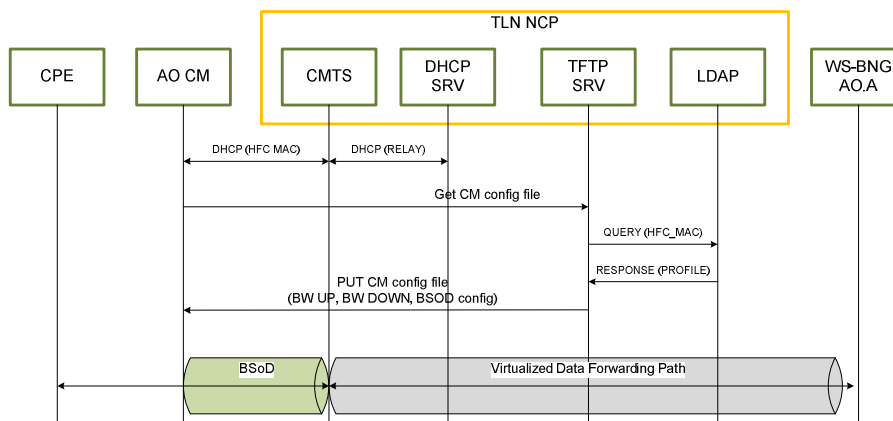 TLN NCP
CPE
AO CM
CMTS
DHCP
SRV
TFTP
SRV
LDAP
WS-BNG
AO.A
DHCP (HFC MAC)
DHCP (RELAY)
Get CM config file
QUERY (HFC_MAC)
RESPONSE (PROFILE)
PUT CM config file
(BW UP, BW DOWN, BSOD config)
BSoD
Virtualized Data Forwarding Path